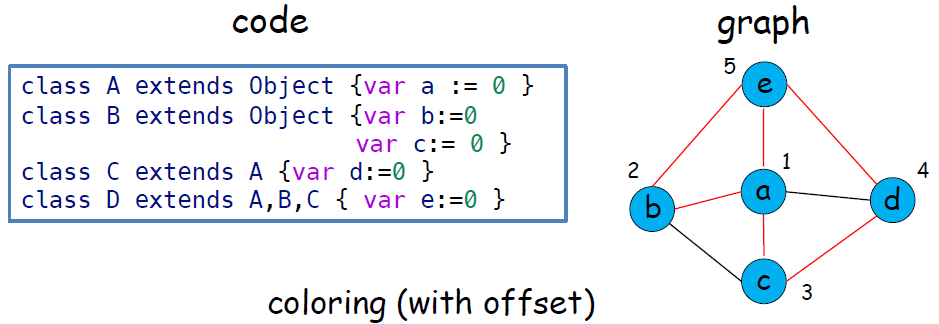 code
class A extends Object {var a := 0 }
class B extends Object {var b:=0
var c:= 0 }
class C extends A {var d:=0 }
class D extends A,B,C { var e:=0 }
graph
5
e
1
2
4
a
b
d
c
3
coloring (with offset)